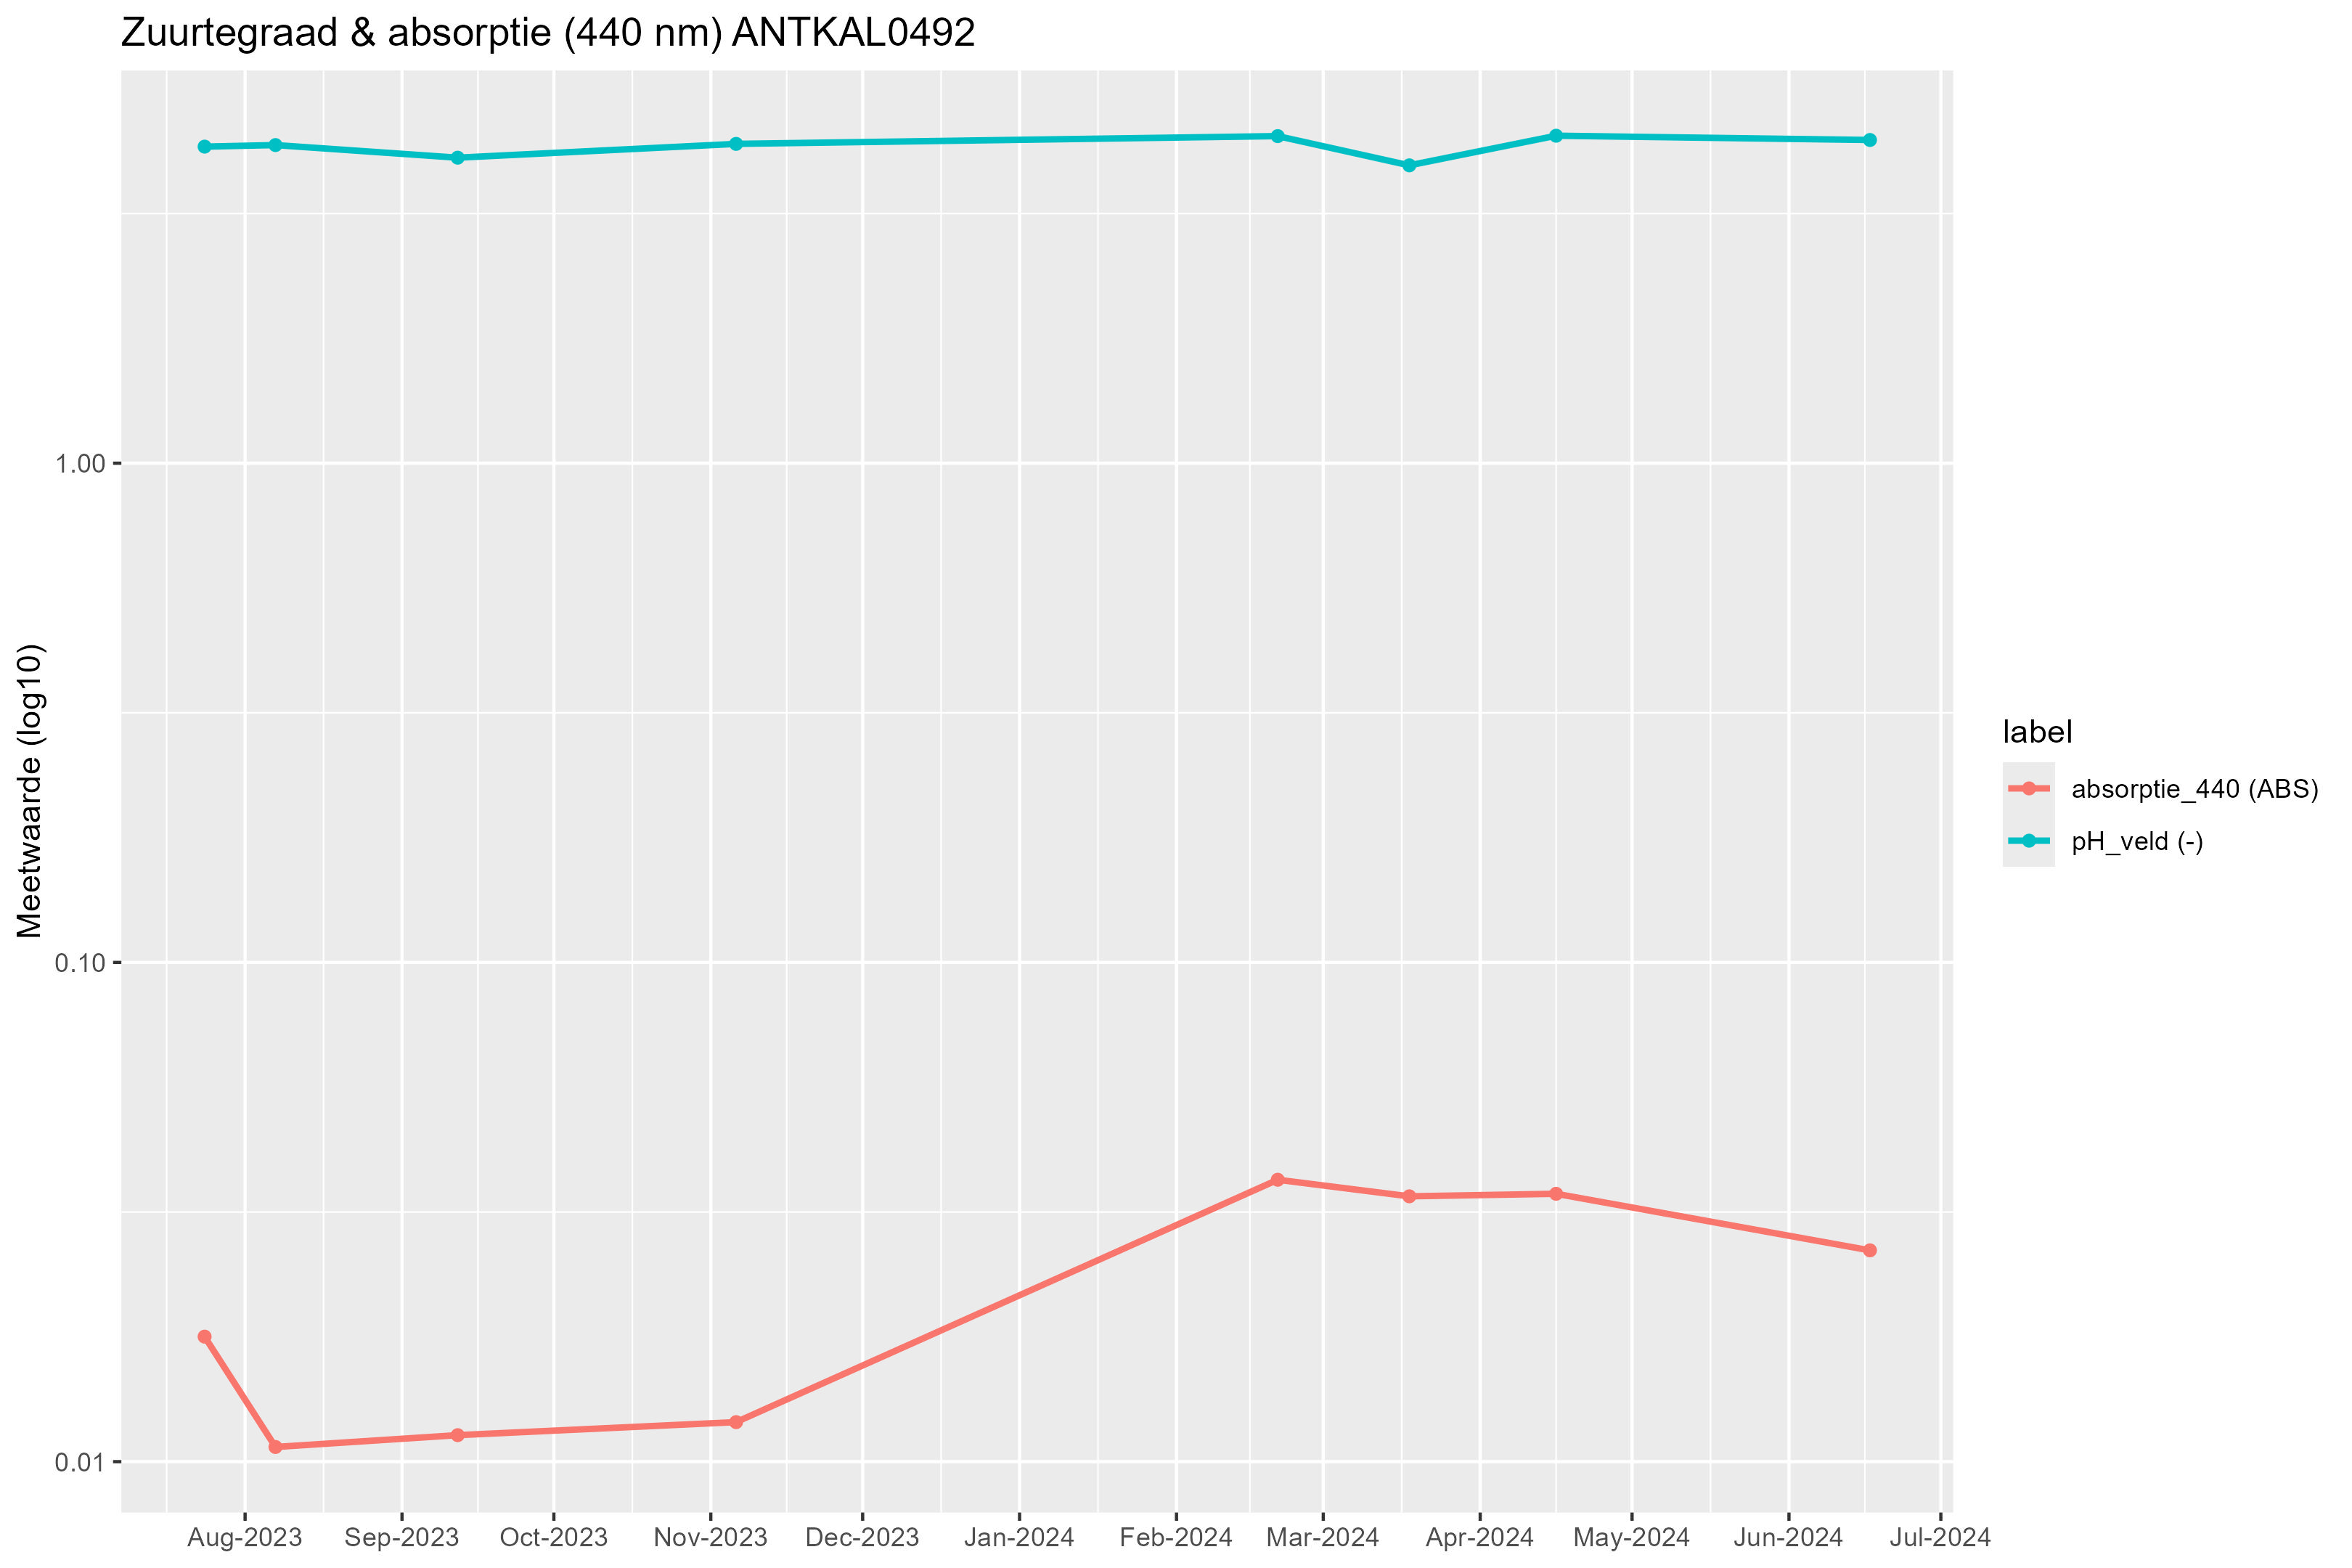 Zuurtegraad & absorptie (440 nm) ANTKAL0492
Meetwaarde (log10)
1.00
0.10
0.01
Aug-2023
Sep-2023
Oct-2023
Nov-2023
Dec-2023
Jan-2024
Feb-2024
Mar-2024
Apr-2024
May-2024
Jun-2024
Jul-2024
label
absorptie_440 (ABS)
pH_veld (-)